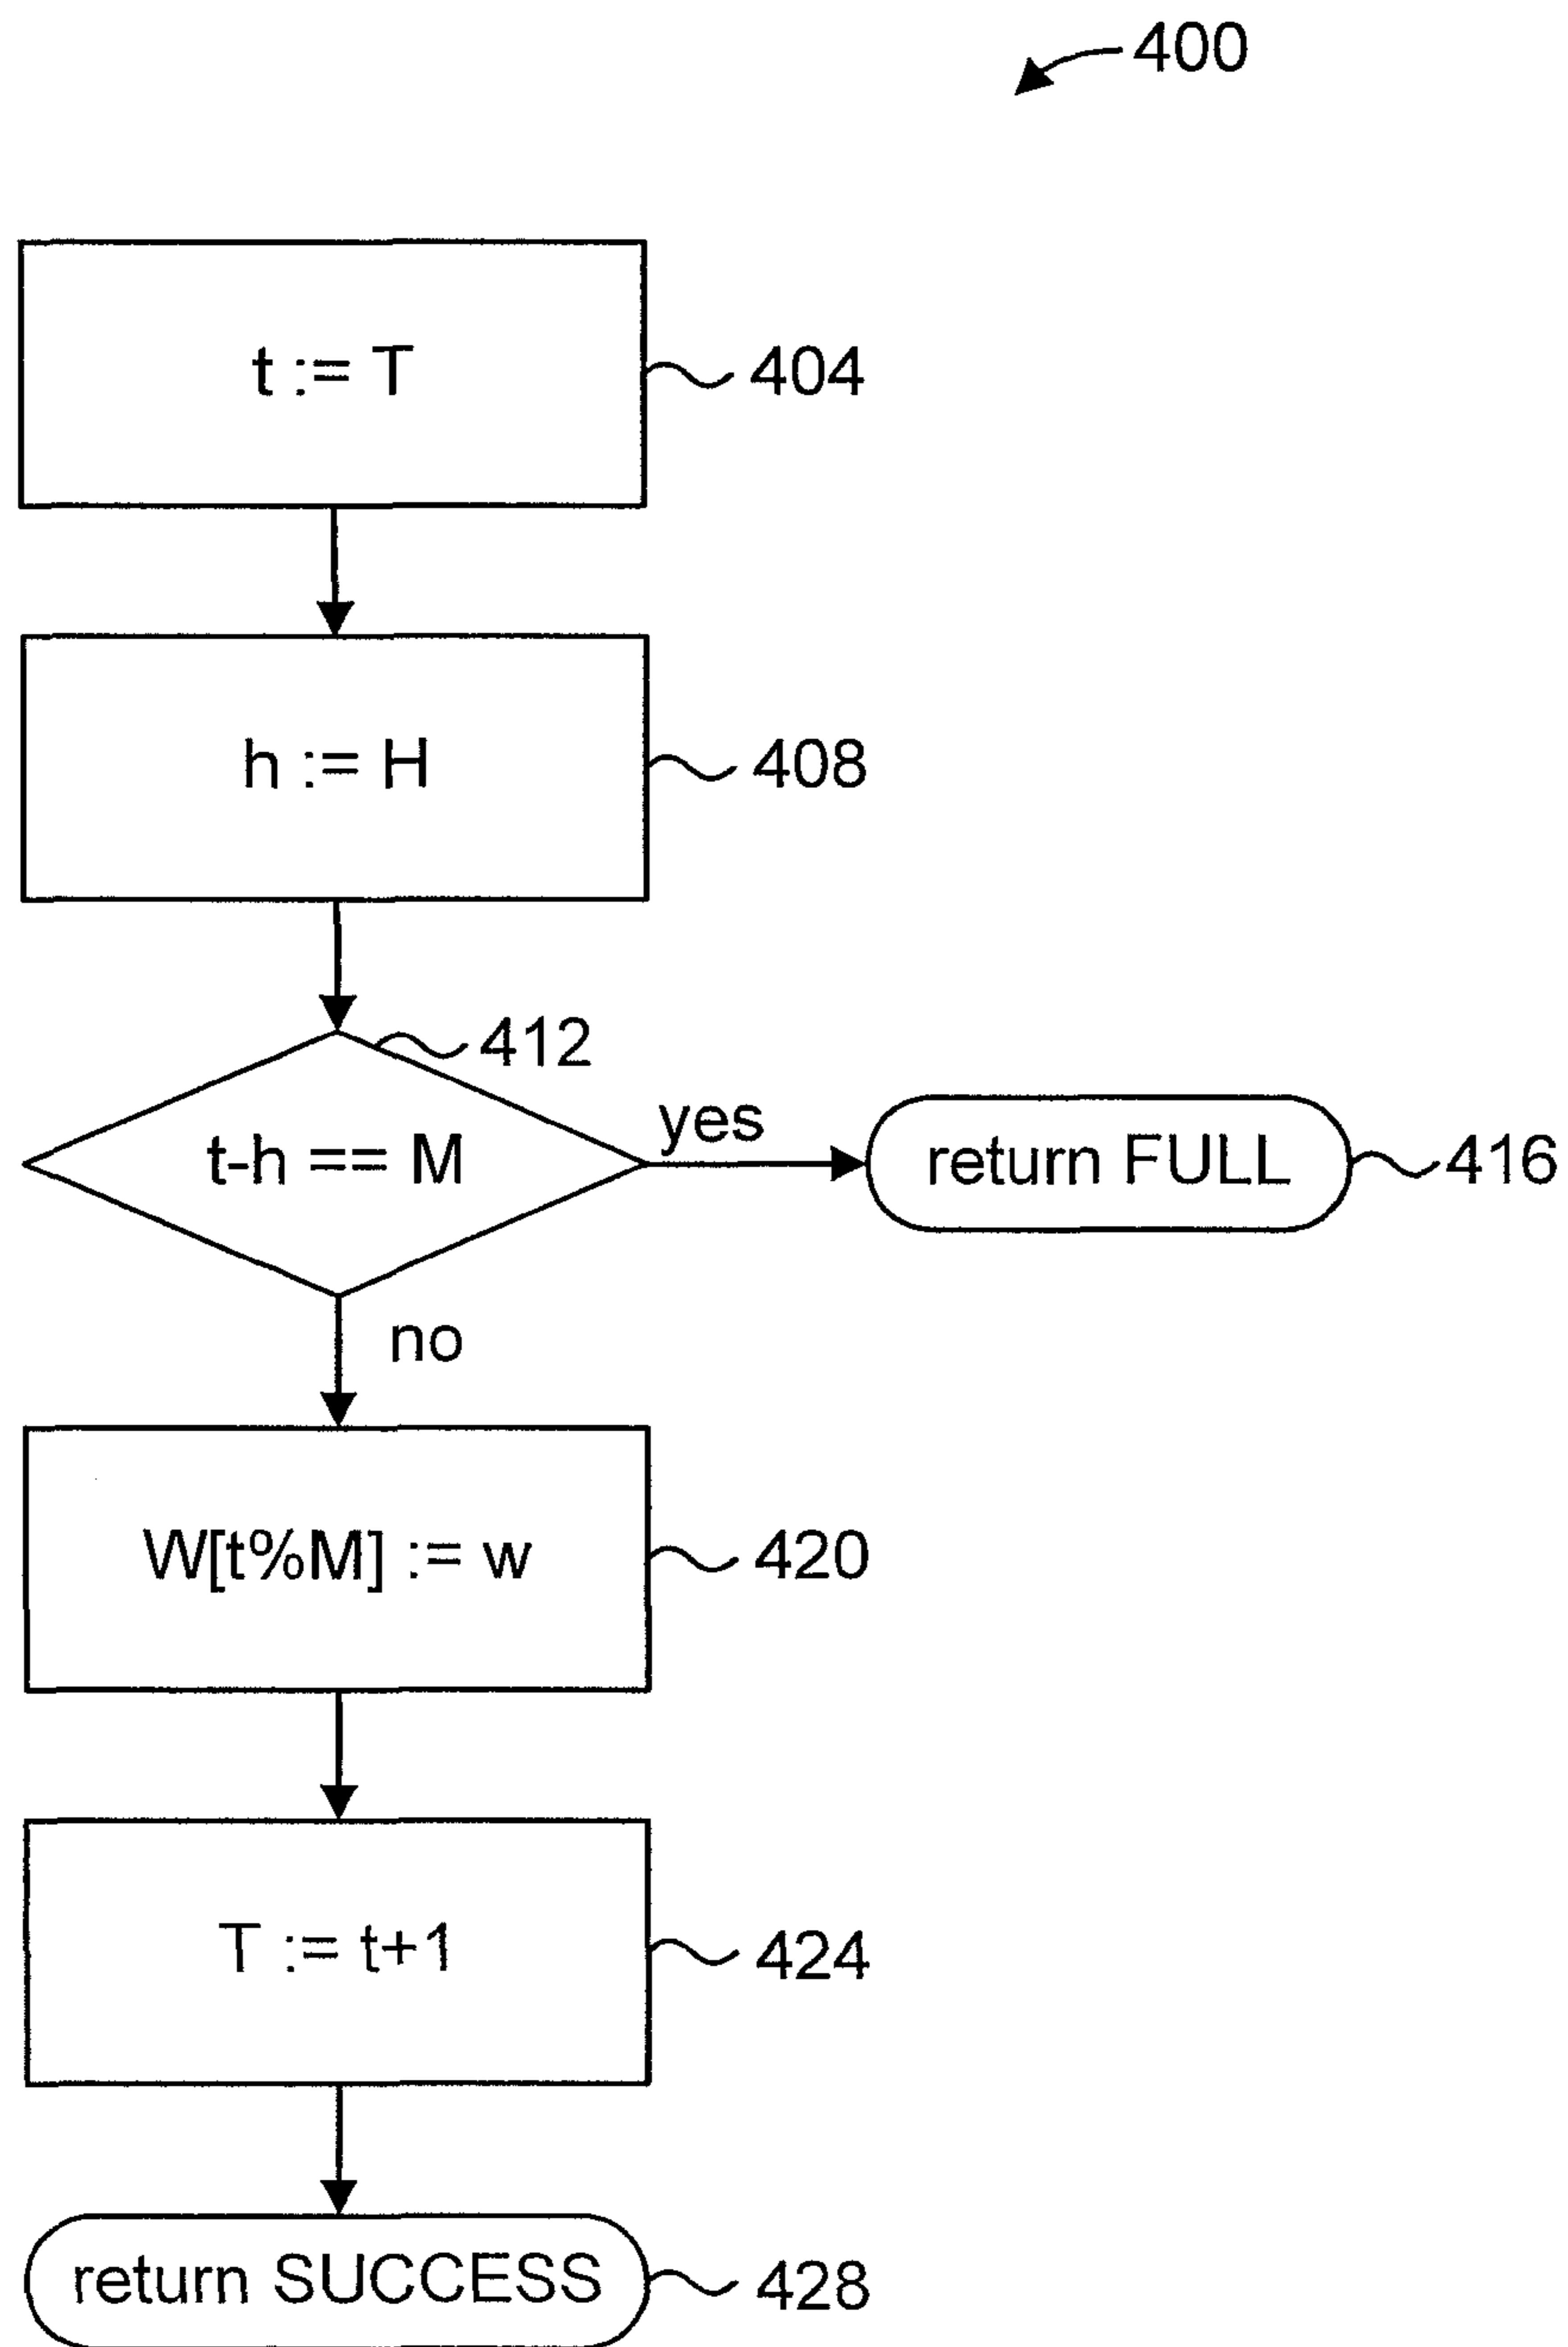 400
t := T
404
h := H
408
412
t-h == M
yes
return FULL
416
no
W[t%M] := w
420
T := t+1
424
return SUCCESS
428